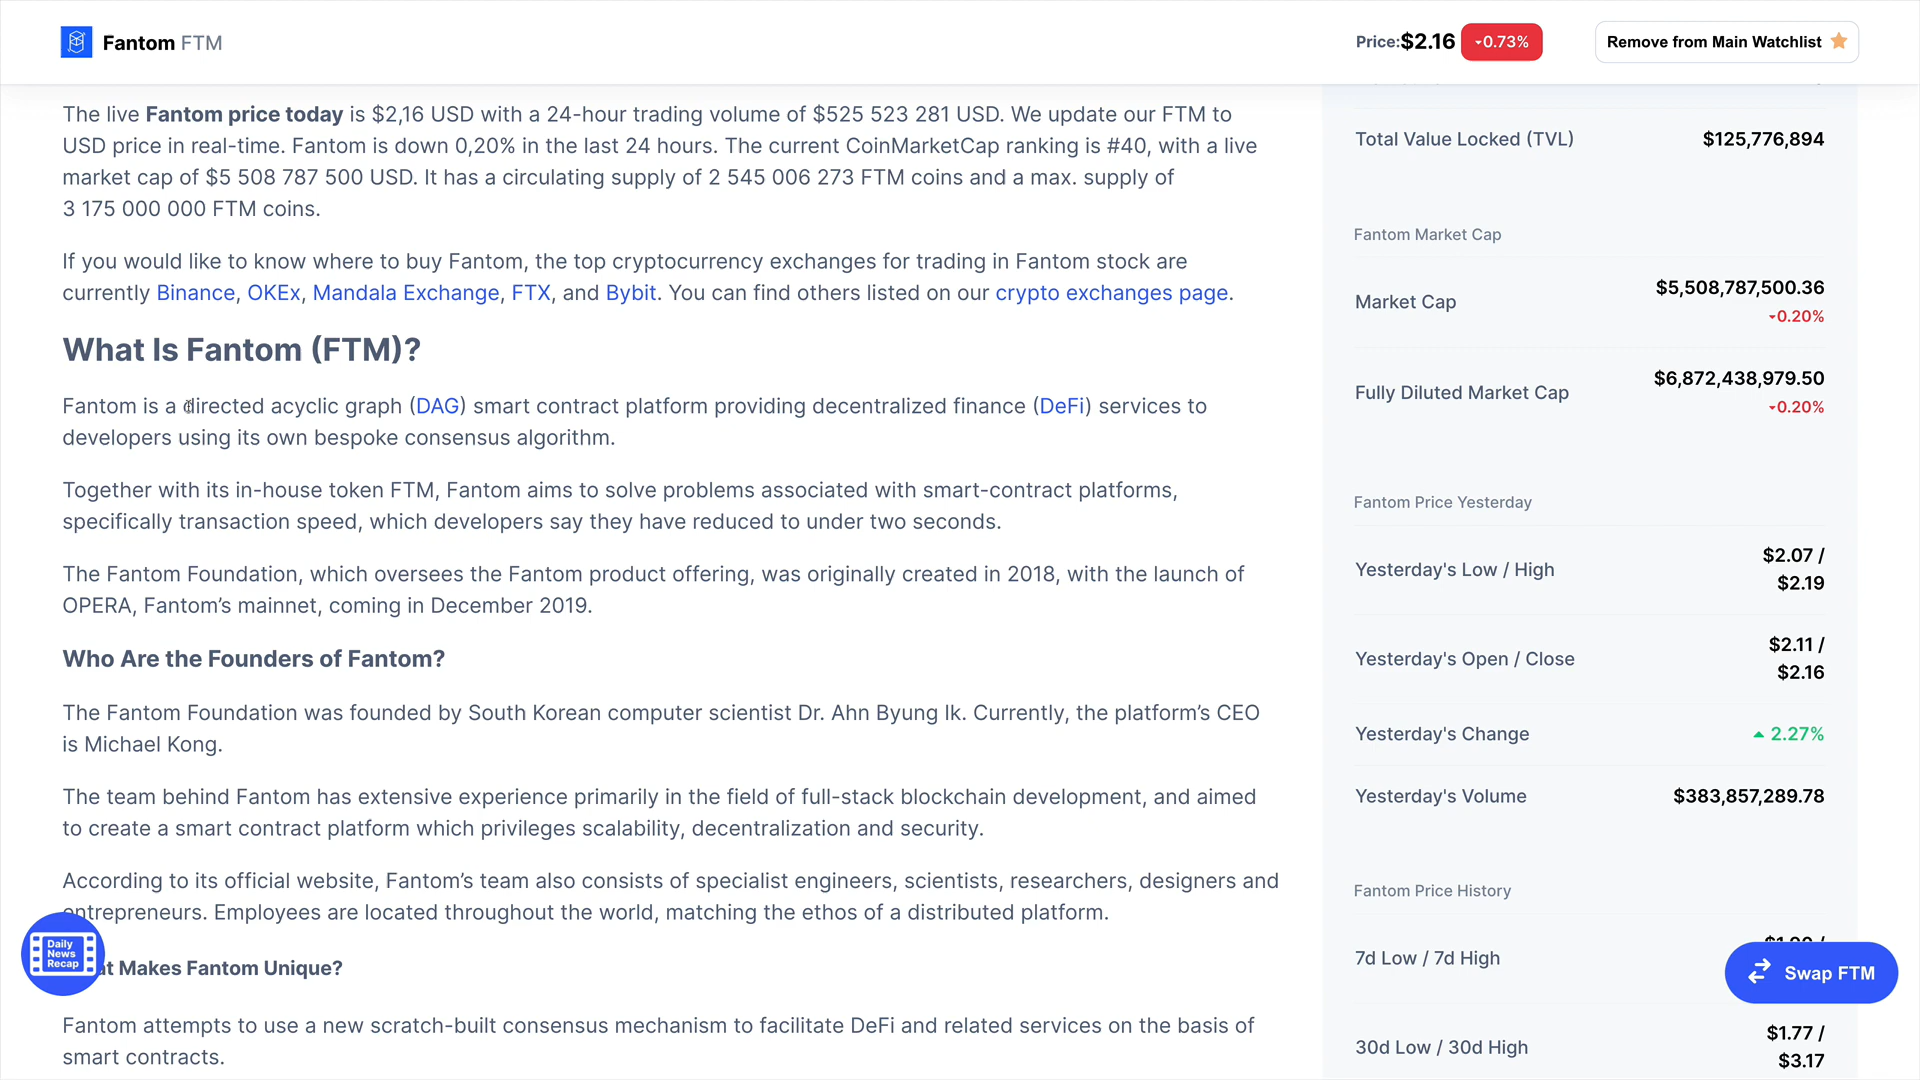 Fantom FTM
Price:$2.16 -0.73%
Remove from Main Watchlist
The live Fantom price today is $2,16 USD with a 24-hour trading volume of $525 523 281 USD. We update our FTM to
USD price in real-time. Fantom is down 0,20% in the last 24 hours. The current CoinMarketCap ranking is #40, with a live
market cap of $5 508 787 500 USD. It has a circulating supply of 2 545 006 273 FTM coins and a max. supply of
3 175 000 000 FTM coins.
If you would like to know where to buy Fantom, the top cryptocurrency exchanges for trading in Fantom stock are
currently Binance, OKEx, Mandala Exchange, FTX, and Bybit. You can find others listed on our crypto exchanges page.
What Is Fantom (FTM)?
Fantom is a directed acyclic graph (DAG) smart contract platform providing decentralized finance (DeFi) services to
developers using its own bespoke consensus algorithm.
Together with its in-house token FTM, Fantom aims to solve problems associated with smart-contract platforms,
specifically transaction speed, which developers say they have reduced to under two seconds.
The Fantom Foundation, which oversees the Fantom product offering, was originally created in 2018, with the launch of
OPERA, Fantom’s mainnet, coming in December 2019.
Who Are the Founders of Fantom?
The Fantom Foundation was founded by South Korean computer scientist Dr. Ahn Byung Ik. Currently, the platform’s CEO
is Michael Kong.
The team behind Fantom has extensive experience primarily in the field of full-stack blockchain development, and aimed
to create a smart contract platform which privileges scalability, decentralization and security.
According to its official website, Fantom’s team also consists of specialist engineers, scientists, researchers, designers and
entrepreneurs. Employees are located throughout the world, matching the ethos of a distributed platform.
Makes Fantom Unique?
Fantom attempts to use a new scratch-built consensus mechanism to facilitate DeFi and related services on the basis of
smart contracts.
Daily
News
Recap
Total Value Locked (TVL) $125,776,894
Fantom Market Cap
Market Cap $5,508,787,500.36
0.20%
Fully Diluted Market Cap $6,872,438,979.50
0.20%
Fantom Price Yesterday
Yesterday's Low / High $2.07 /
$2.19
Yesterday's Open / Close $2.11 /
$2.16
Yesterday's Change 2.27%
Yesterday's Volume $383,857,289.78
Fantom Price History
7d Low / 7d High
Swap FTM
30d Low / 30d High $1.77 /
$3.17